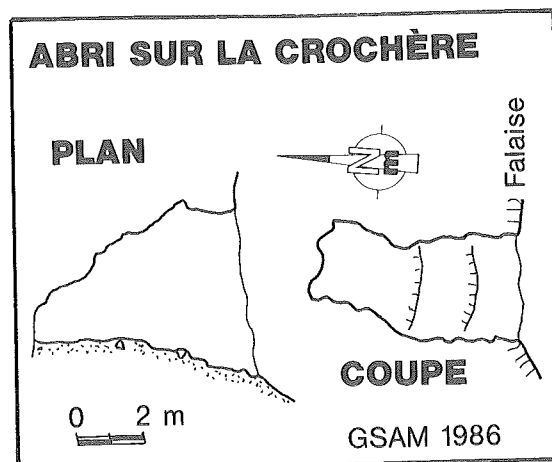 ABRI SUR LA CROCHÈRE
PLAN
NE
Falaise
COUPE
0 2 m
GSAM 1986